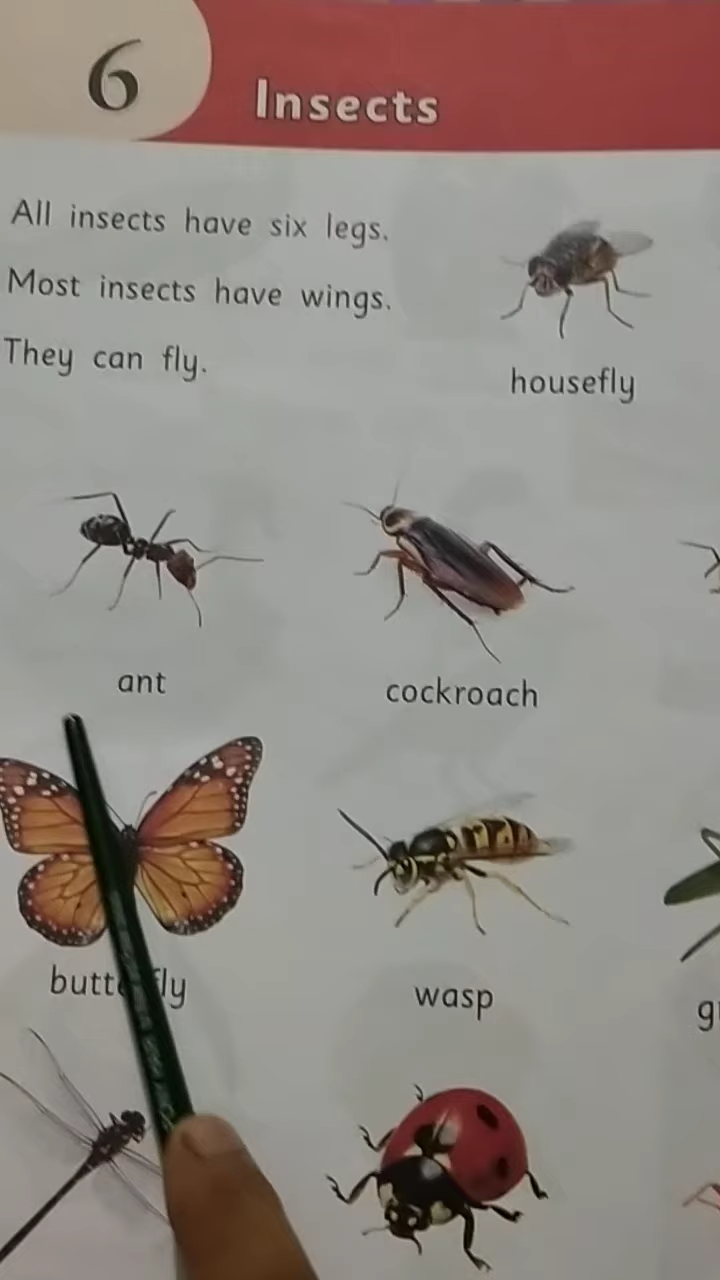 6
Insects
All insects have six legs.
Most insects have wings.
They can fly.
housefly
ant
cockroach
wasp